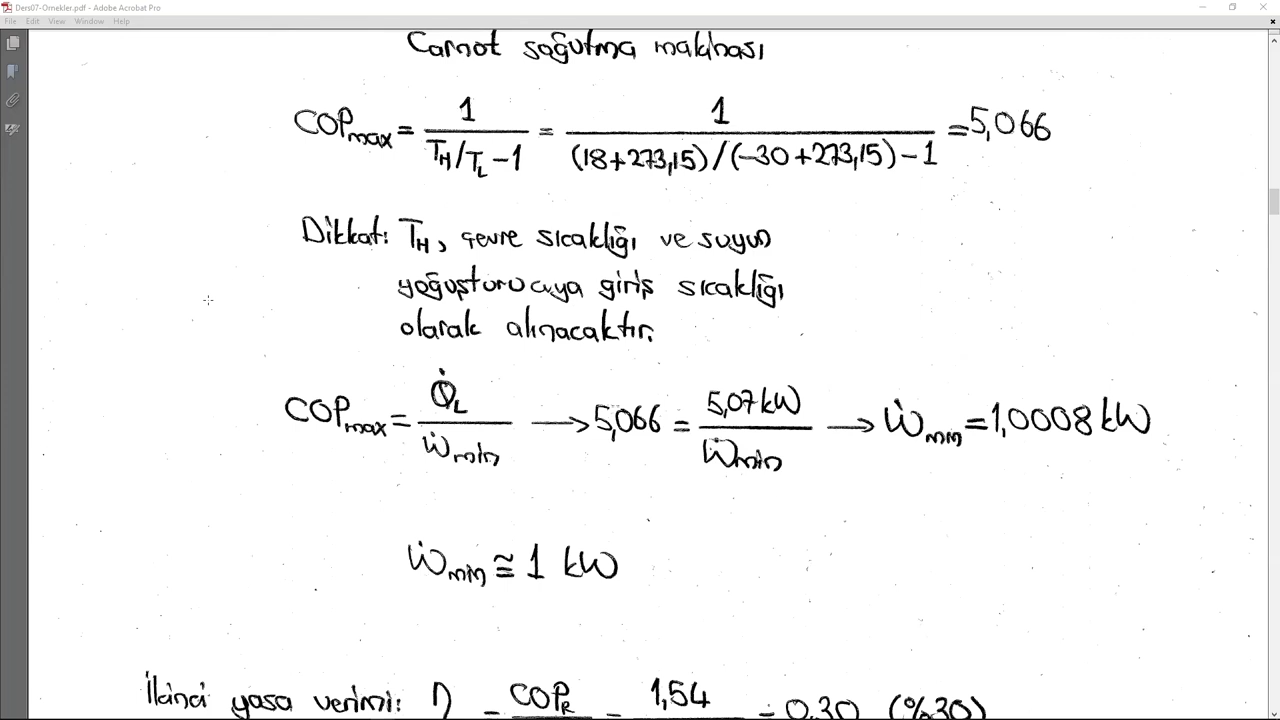 Ders07-Ornekler.pdf - Adobe Acrobat Pro
File Edit View Window Help
Carnot soğutma makinası
COPmax = 1 / (TH/TL - 1) = 1 / ((18+273,15)/(-30+273,15)-1) = 5,066
Dikkat: TH, çevre sıcaklığı ve suyun
yoğuşturucuya giriş sıcaklığı
olarak alınacaktır.
COPmax = Q̇L / Ẇmin → 5,066 = 5,07 kW / Ẇmin → Ẇmin = 1,0008 kW
Ẇmin ≅ 1 kW
İkinci yasa verimi: η = COPR = 1,54 = 0,30 (%30)